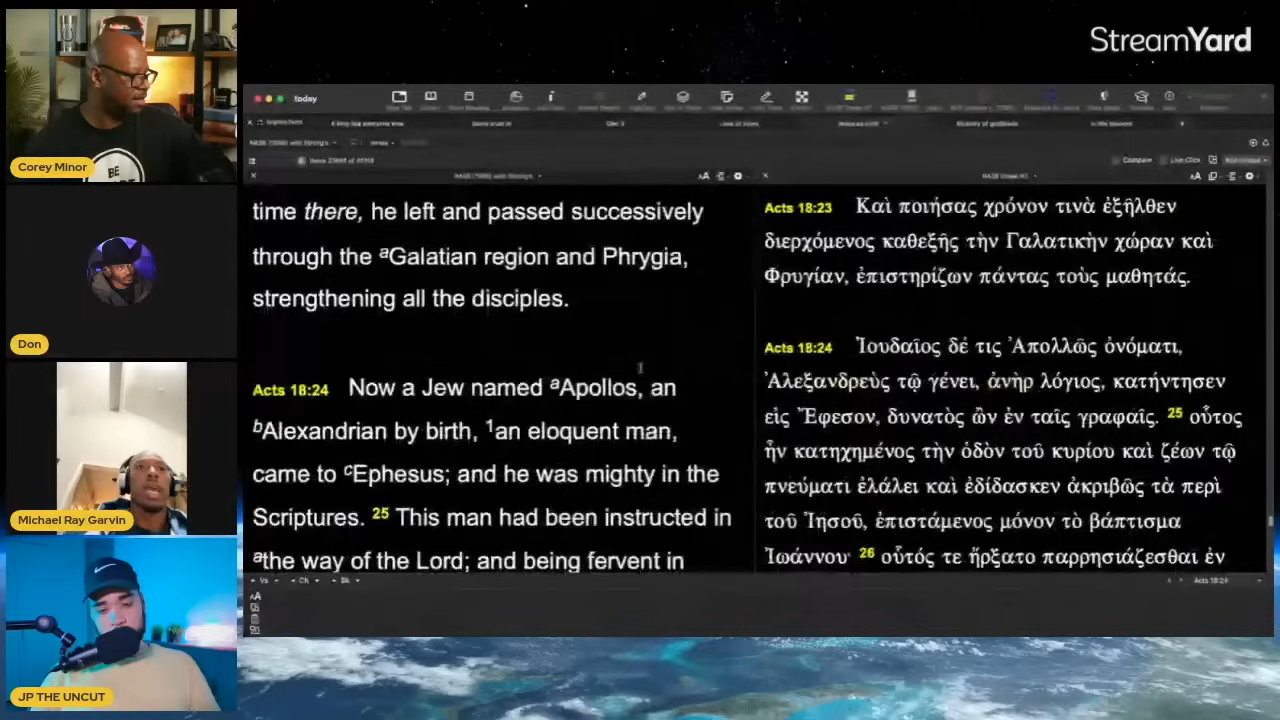 StreamYard
Corey Minor
Don
Michael Ray Garvin
JP THE UNCUT
today
time there, he left and passed successively
through the aGalatian region and Phrygia,
strengthening all the disciples.
Acts 18:24 Now a Jew named aApollos, an
bAlexandrian by birth, 1an eloquent man,
came to cEphesus; and he was mighty in the
Scriptures. 25 This man had been instructed in
athe way of the Lord; and being fervent in
Acts 18:23 Καὶ ποιήσας χρόνον τινὰ ἐξῆλθεν
διερχόμενος καθεξῆς τὴν Γαλατικὴν χώραν καὶ
Φρυγίαν, ἐπιστηρίζων πάντας τοὺς μαθητάς.
Acts 18:24 Ἰουδαῖος δέ τις Ἀπολλῶς ὀνόματι,
Ἀλεξανδρεὺς τῷ γένει, ἀνὴρ λόγιος, κατήντησεν
εἰς Ἔφεσον, δυνατὸς ὢν ἐν ταῖς γραφαῖς. 25 οὗτος
ἦν κατηχημένος τὴν ὁδὸν τοῦ κυρίου καὶ ζέων τῷ
πνεύματι ἐλάλει καὶ ἐδίδασκεν ἀκριβῶς τὰ περὶ
τοῦ Ἰησοῦ, ἐπιστάμενος μόνον τὸ βάπτισμα
Ἰωάννου· 26 οὗτός τε ἤρξατο παρρησιάζεσθαι ἐν
Vs Ch Bk
Acts 18:24